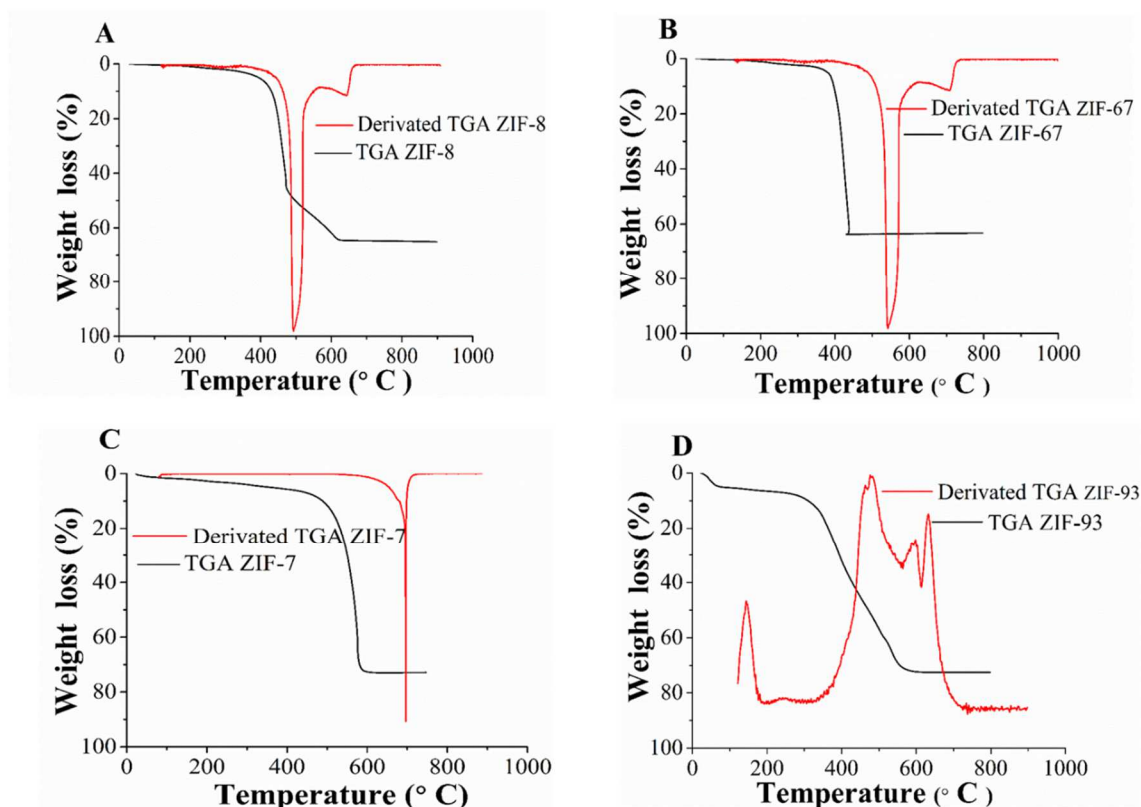 A
0
20
40
60
80
100
Weight loss (%)
Derivated TGA ZIF-8
TGA ZIF-8
0 200 400 600 800 1000
Temperature (° C )
B
0
20
40
60
80
100
Weight loss (%)
Derivated TGA ZIF-67
TGA ZIF-67
0 200 400 600 800 1000
Temperature (° C )
C
0
20
40
60
80
100
Weight loss (%)
Derivated TGA ZIF-7
TGA ZIF-7
0 200 400 600 800 1000
Temperature (° C)
D
0
20
40
60
80
100
Weight loss (%)
Derivated TGA ZIF-93
TGA ZIF-93
0 200 400 600 800 1000
Temperature (° C )